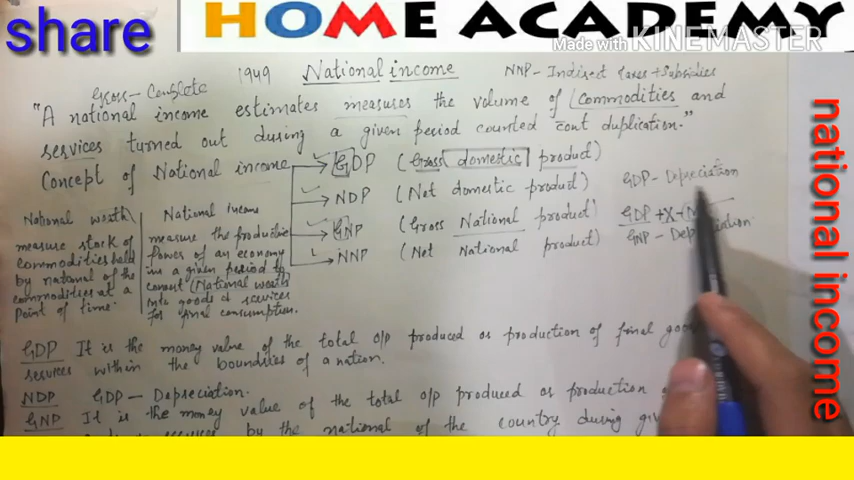 share
HOME ACADEMY
Made with KINEMASTER
Gross - Complete 1949 National income NNP - Indirect taxes + Subsidies
"A national income estimates measures the volume of commodities and
services turned out during a given period counted duplication."
Concept of National income
GDP (Gross domestic product)
NDP (Net domestic product)
GNP (Gross National product)
NNP (Net National product)
GDP - Depreciation
GDP + X -
GNP - Depreciation
National worth
measure stock of
commodities held
by national of the
commodities at a
Point of time.
National Income
measure the productive
Power of an economy
in a given period to
National worth
into goods & services
for final consumption.
GDP It is the money value of the total o/p produced or production of final
services within the boundries of a nation.
NDP GDP - Depreciation.
GNP It is the money value of the total o/p produced or production
services by the national of the country during
national income